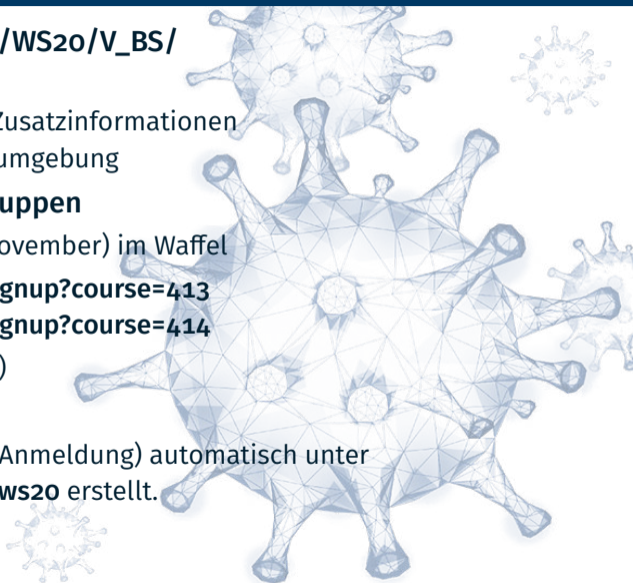 /WS20/V_BS/
Zusatzinformationen
umgebung
uppen
ovember) im Waffel
gnup?course=413
gnup?course=414
)
Anmeldung) automatisch unter
ws20 erstellt.